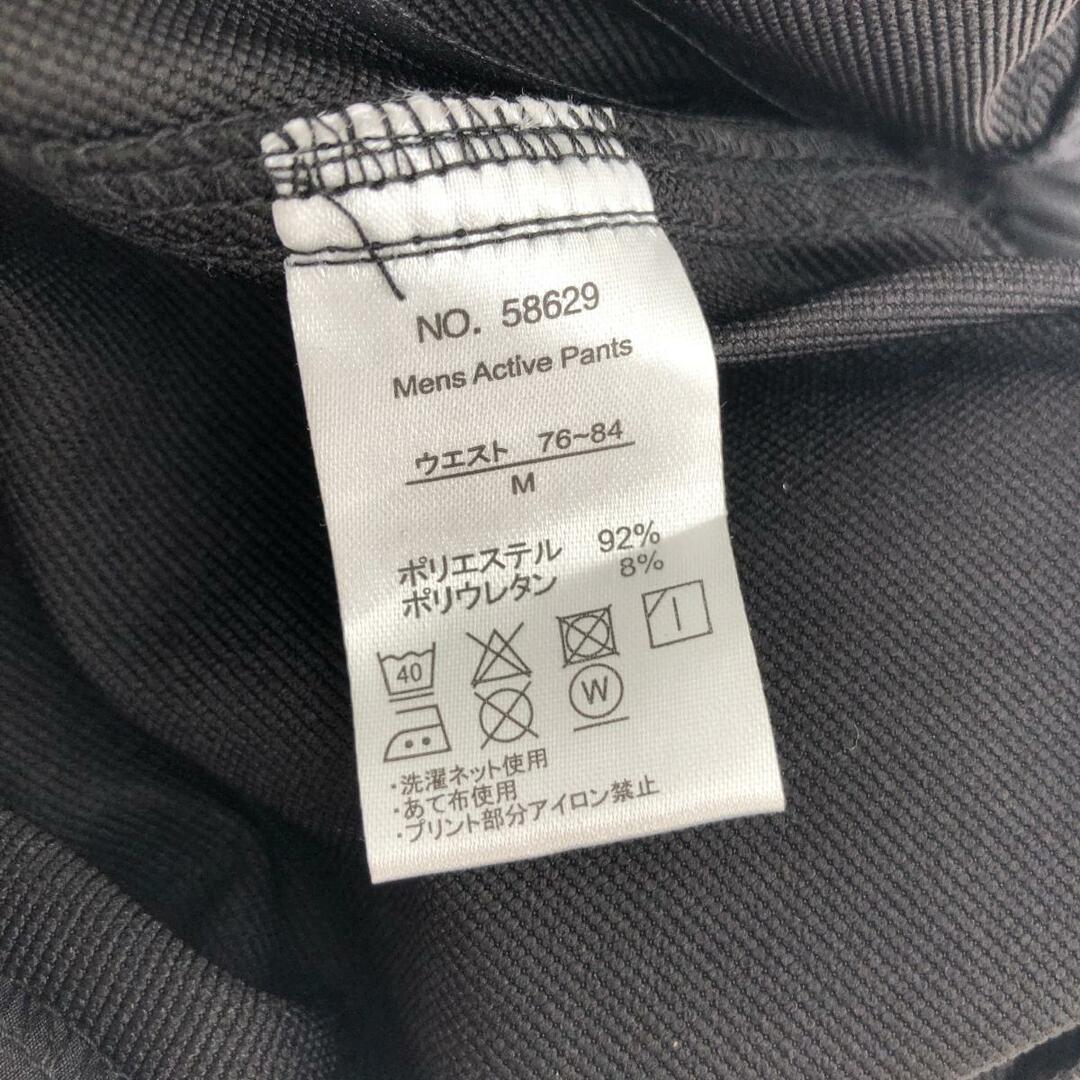 NO. 58629
Mens Active Pants
ウエスト 76~84
M
ポリエステル 92%
ポリウレタン 8%
40
W
・洗濯ネット使用
・あて布使用
・プリント部分アイロン禁止